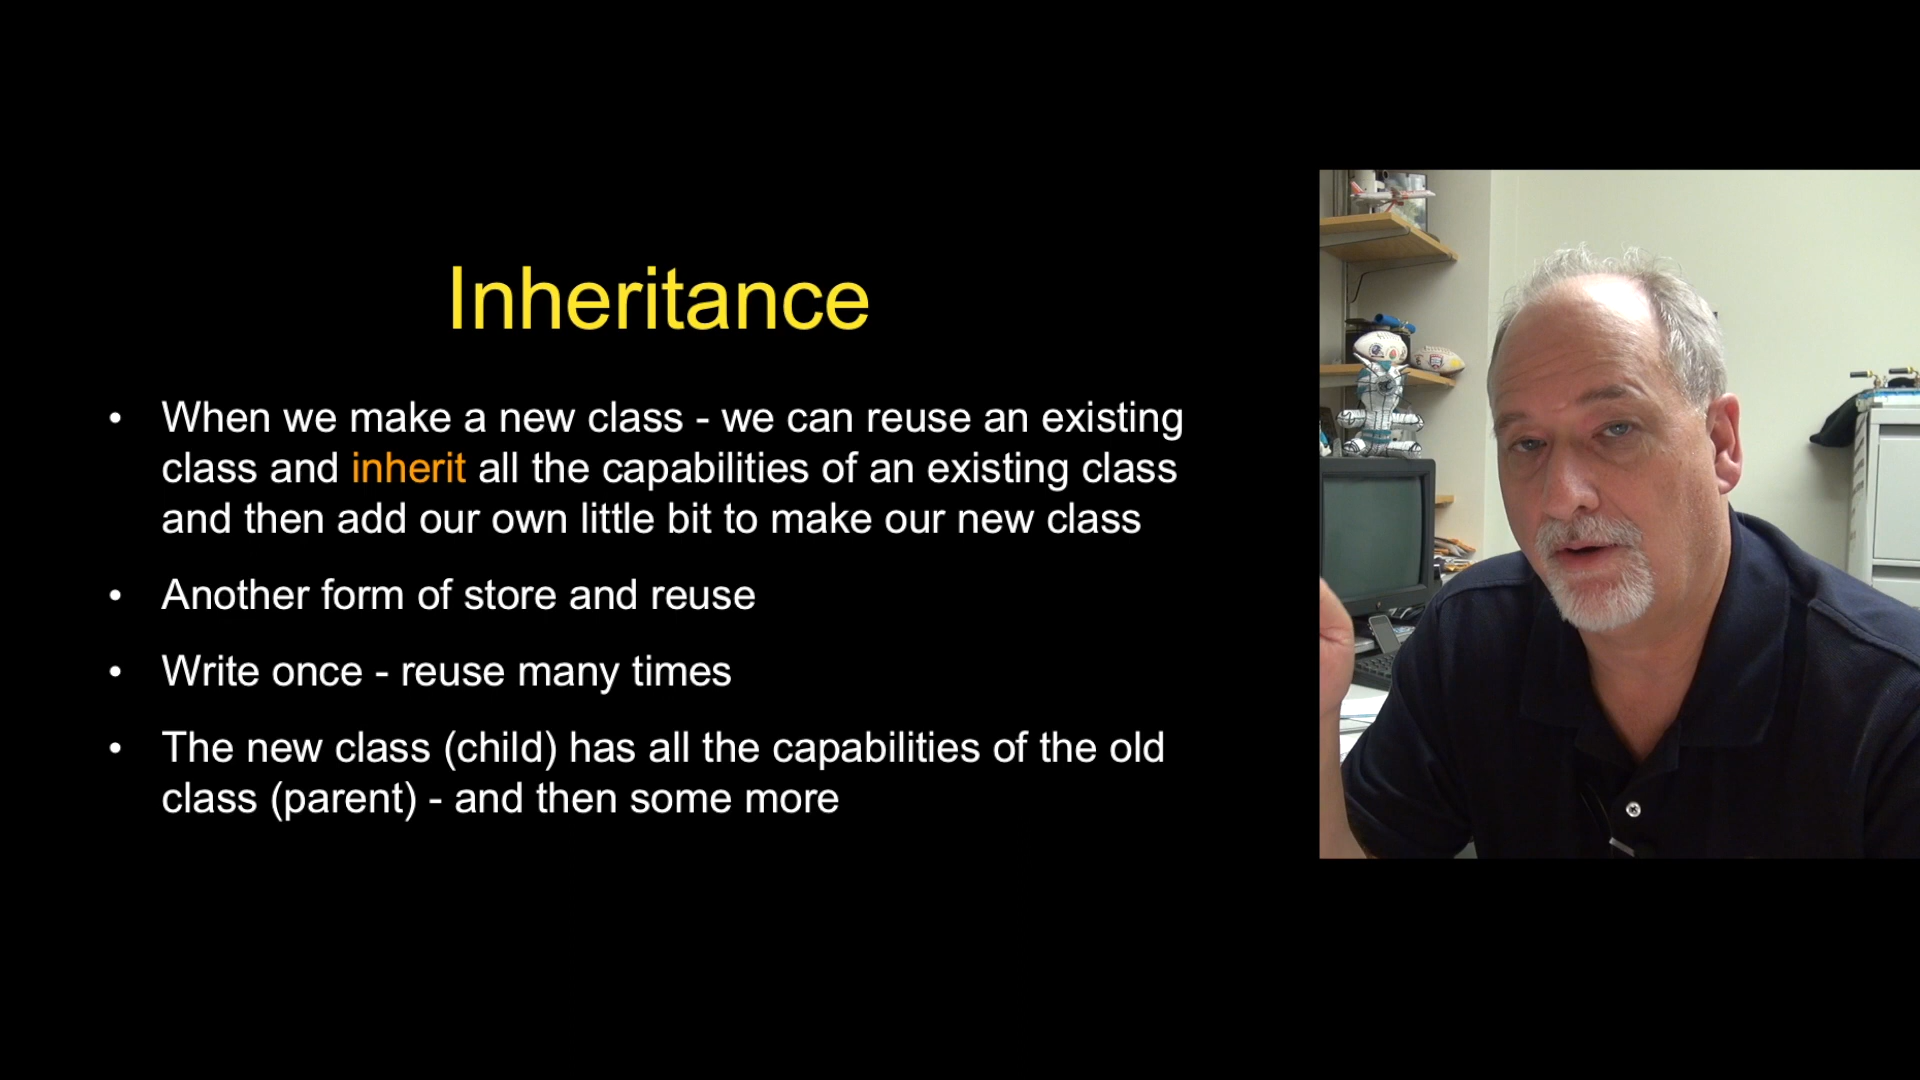 Inheritance
• When we make a new class - we can reuse an existing
class and inherit all the capabilities of an existing class
and then add our own little bit to make our new class
• Another form of store and reuse
• Write once - reuse many times
• The new class (child) has all the capabilities of the old
class (parent) - and then some more